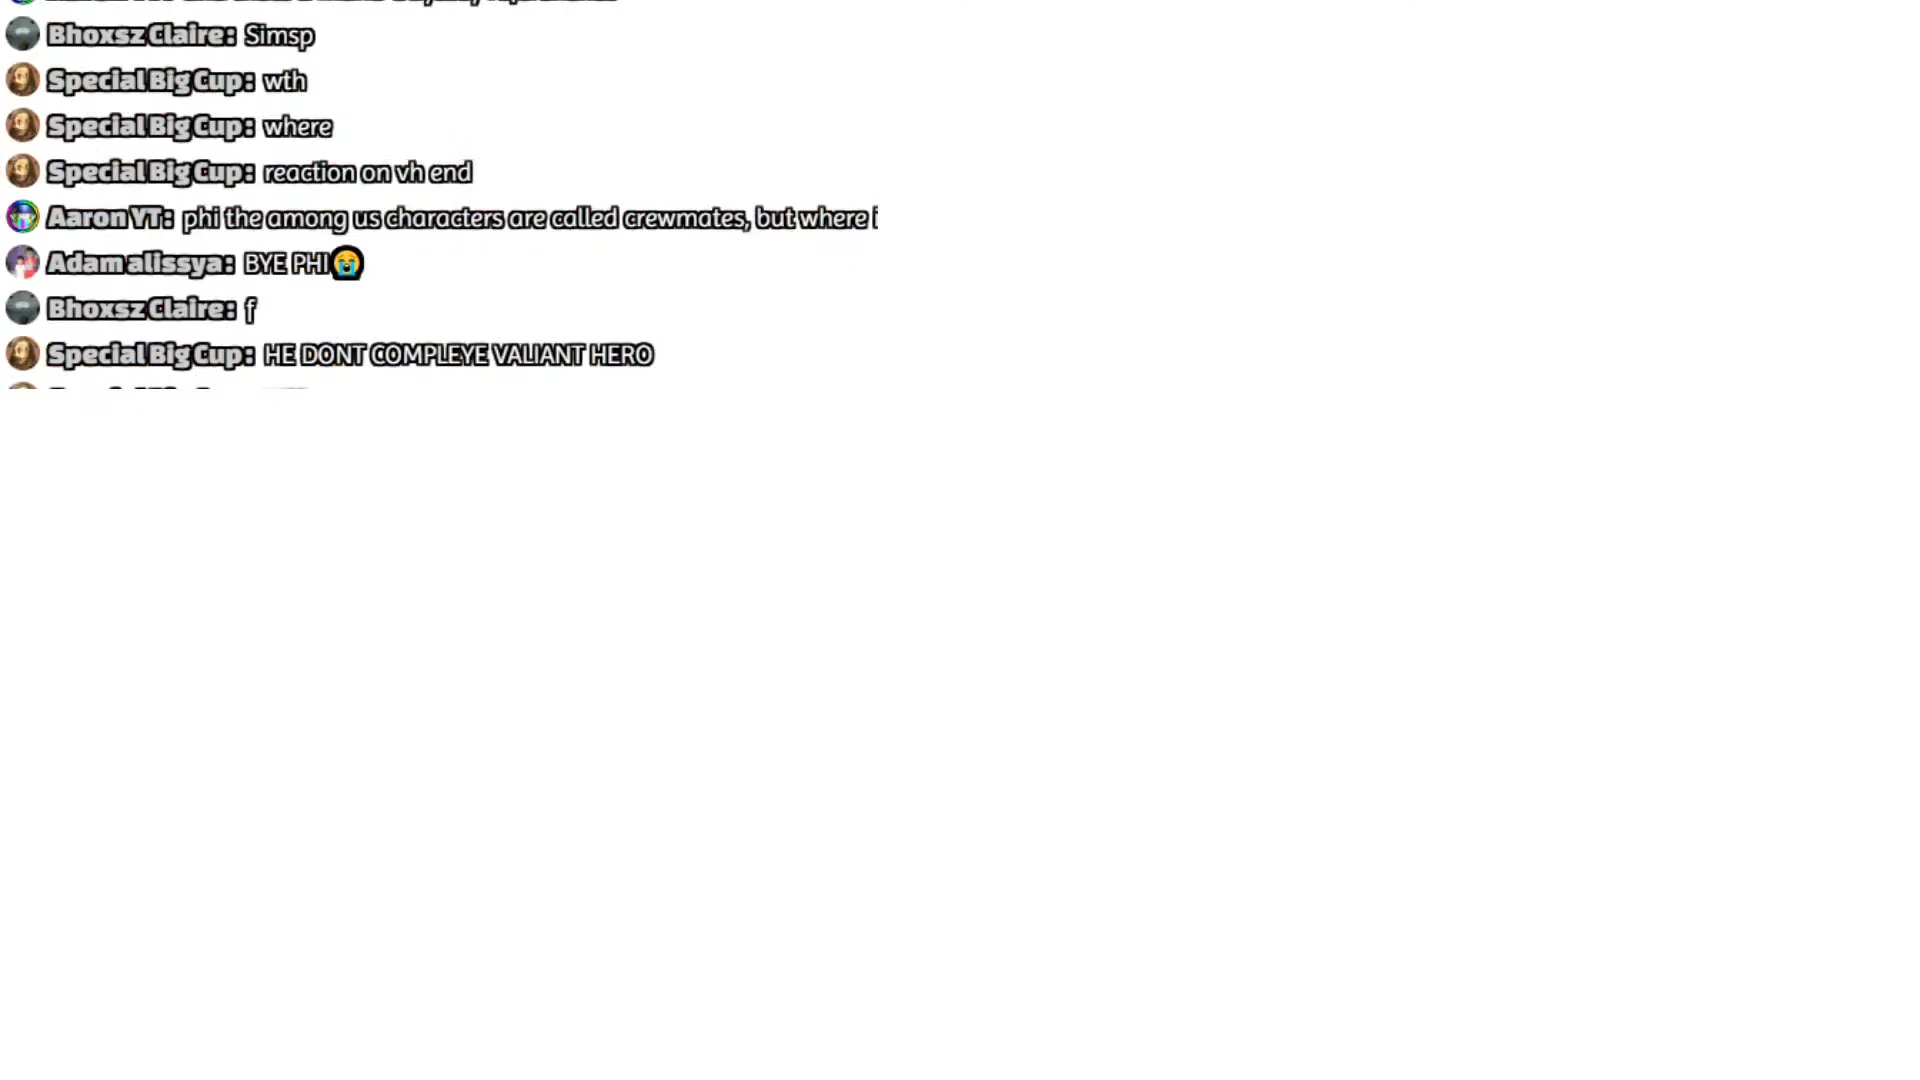 Bhoxsz Claire: Simsp
Special Big Cup: wth
Special Big Cup: where
Special Big Cup: reaction on vh end
Aaron YT: phi the among us characters are called crewmates, but where i
Adam alissya: BYE PHI😭
Bhoxsz Claire: f
Special Big Cup: HE DONT COMPLEYE VALIANT HERO